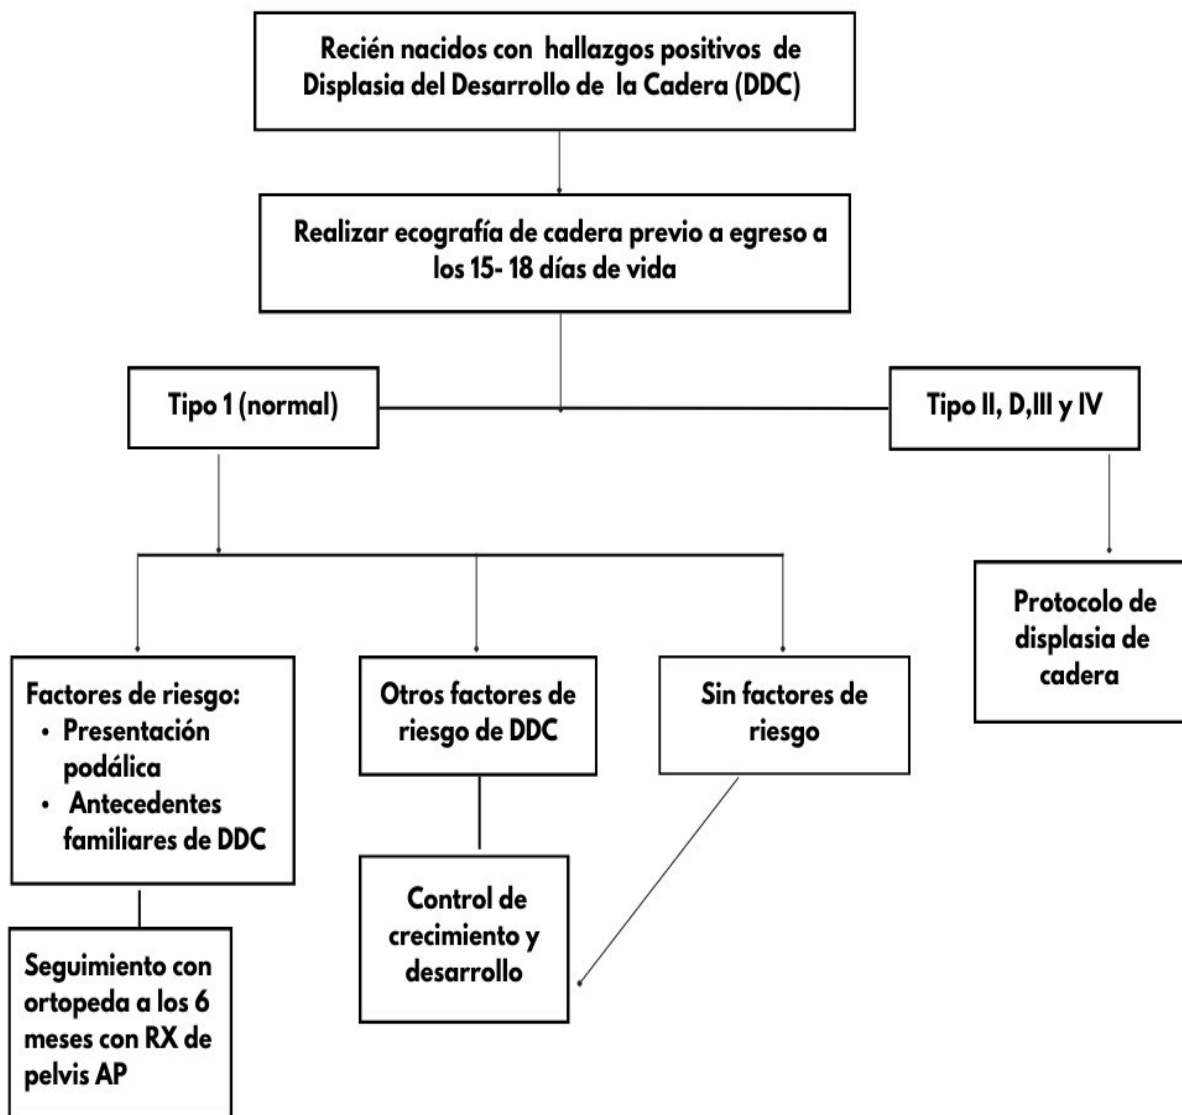 Recién nacidos con hallazgos positivos de
Displasia del Desarrollo de la Cadera (DDC)
Realizar ecografía de cadera previo a egreso a
los 15- 18 días de vida
Tipo 1 (normal)
Tipo II, D,III y IV
Protocolo de
displasia de
cadera
Factores de riesgo:
• Presentación
podálica
• Antecedentes
familiares de DDC
Otros factores de
riesgo de DDC
Sin factores de
riesgo
Control de
crecimiento y
desarrollo
Seguimiento con
ortopeda a los 6
meses con RX de
pelvis AP